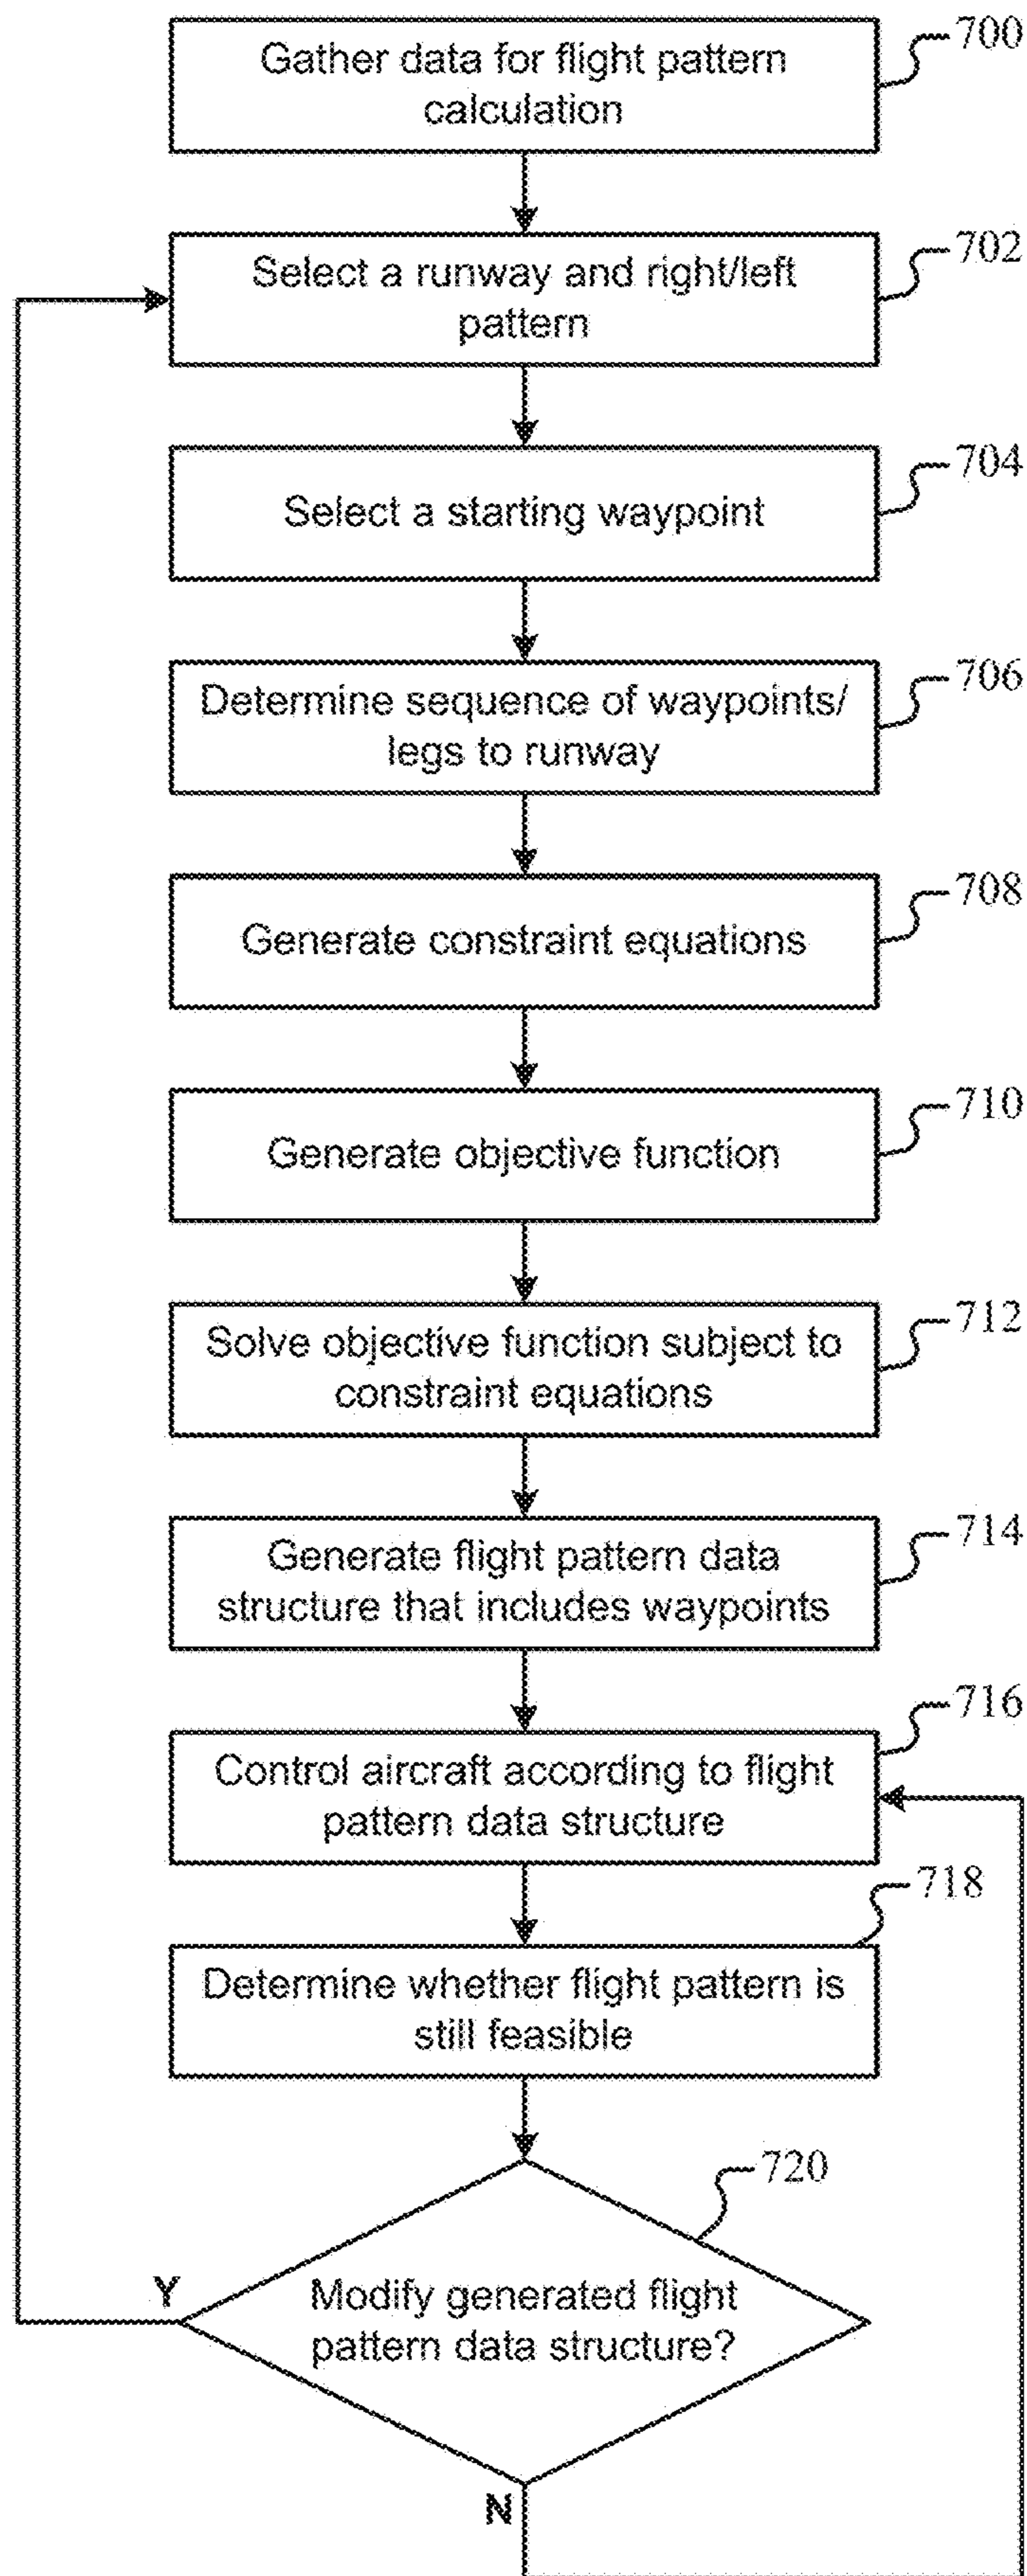 Gather data for flight pattern
calculation
700
Select a runway and right/left
pattern
702
Select a starting waypoint
704
Determine sequence of waypoints/
legs to runway
706
Generate constraint equations
708
Generate objective function
710
Solve objective function subject to
constraint equations
712
Generate flight pattern data
structure that includes waypoints
714
Control aircraft according to flight
pattern data structure
716
Determine whether flight pattern is
still feasible
718
Modify generated flight
pattern data structure?
720
Y
N